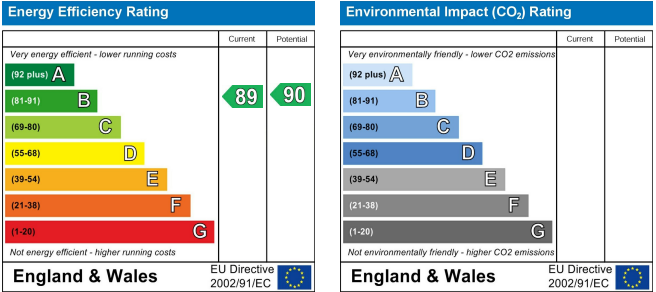 Energy Efficiency Rating
Current Potential
Very energy efficient - lower running costs
(92 plus) A
(81-91) B
89 90
(69-80) C
(55-68) D
(39-54) E
(21-38) F
(1-20) G
Not energy efficient - higher running costs
England & Wales
EU Directive
2002/91/EC
Environmental Impact (CO₂) Rating
Current Potential
Very environmentally friendly - lower CO2 emissions
(92 plus) A
(81-91) B
(69-80) C
(55-68) D
(39-54) E
(21-38) F
(1-20) G
Not environmentally friendly - higher CO2 emissions
England & Wales
EU Directive
2002/91/EC